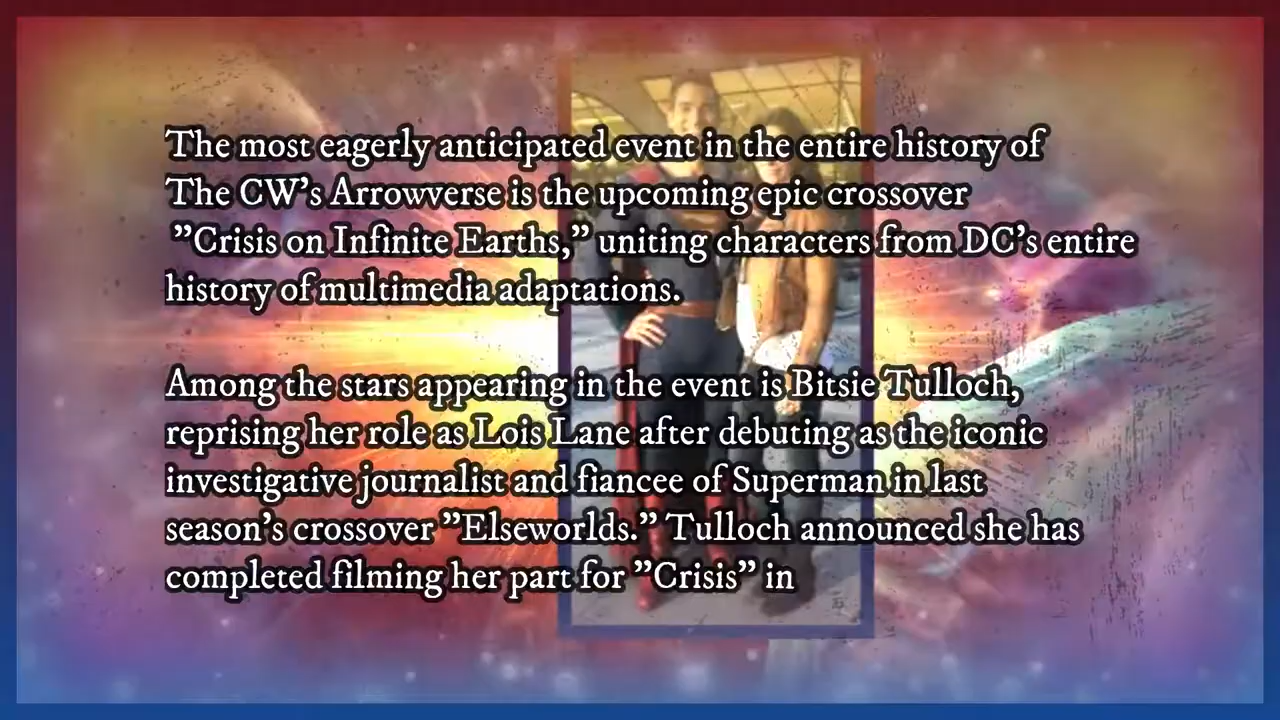 The most eagerly anticipated event in the entire history of
The CW's Arrowverse is the upcoming epic crossover
"Crisis on Infinite Earths," uniting characters from DC's entire
history of multimedia adaptations.
Among the stars appearing in the event is Bitsie Tulloch,
reprising her role as Lois Lane after debuting as the iconic
investigative journalist and fiancee of Superman in last
season's crossover "Elseworlds." Tulloch announced she has
completed filming her part for "Crisis" in